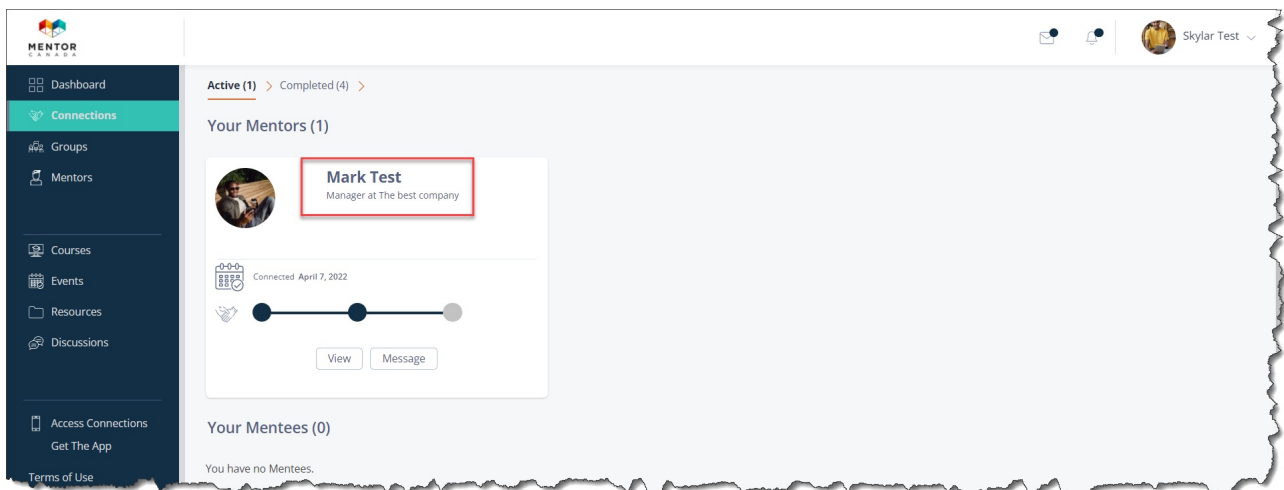 MENTOR
CANADA
Skylar Test
Dashboard
Connections
Groups
Mentors
Courses
Events
Resources
Discussions
Access Connections
Get The App
Terms of Use
Active (1) > Completed (4) >
Your Mentors (1)
Mark Test
Manager at The best company
Connected April 7, 2022
View Message
Your Mentees (0)
You have no Mentees.